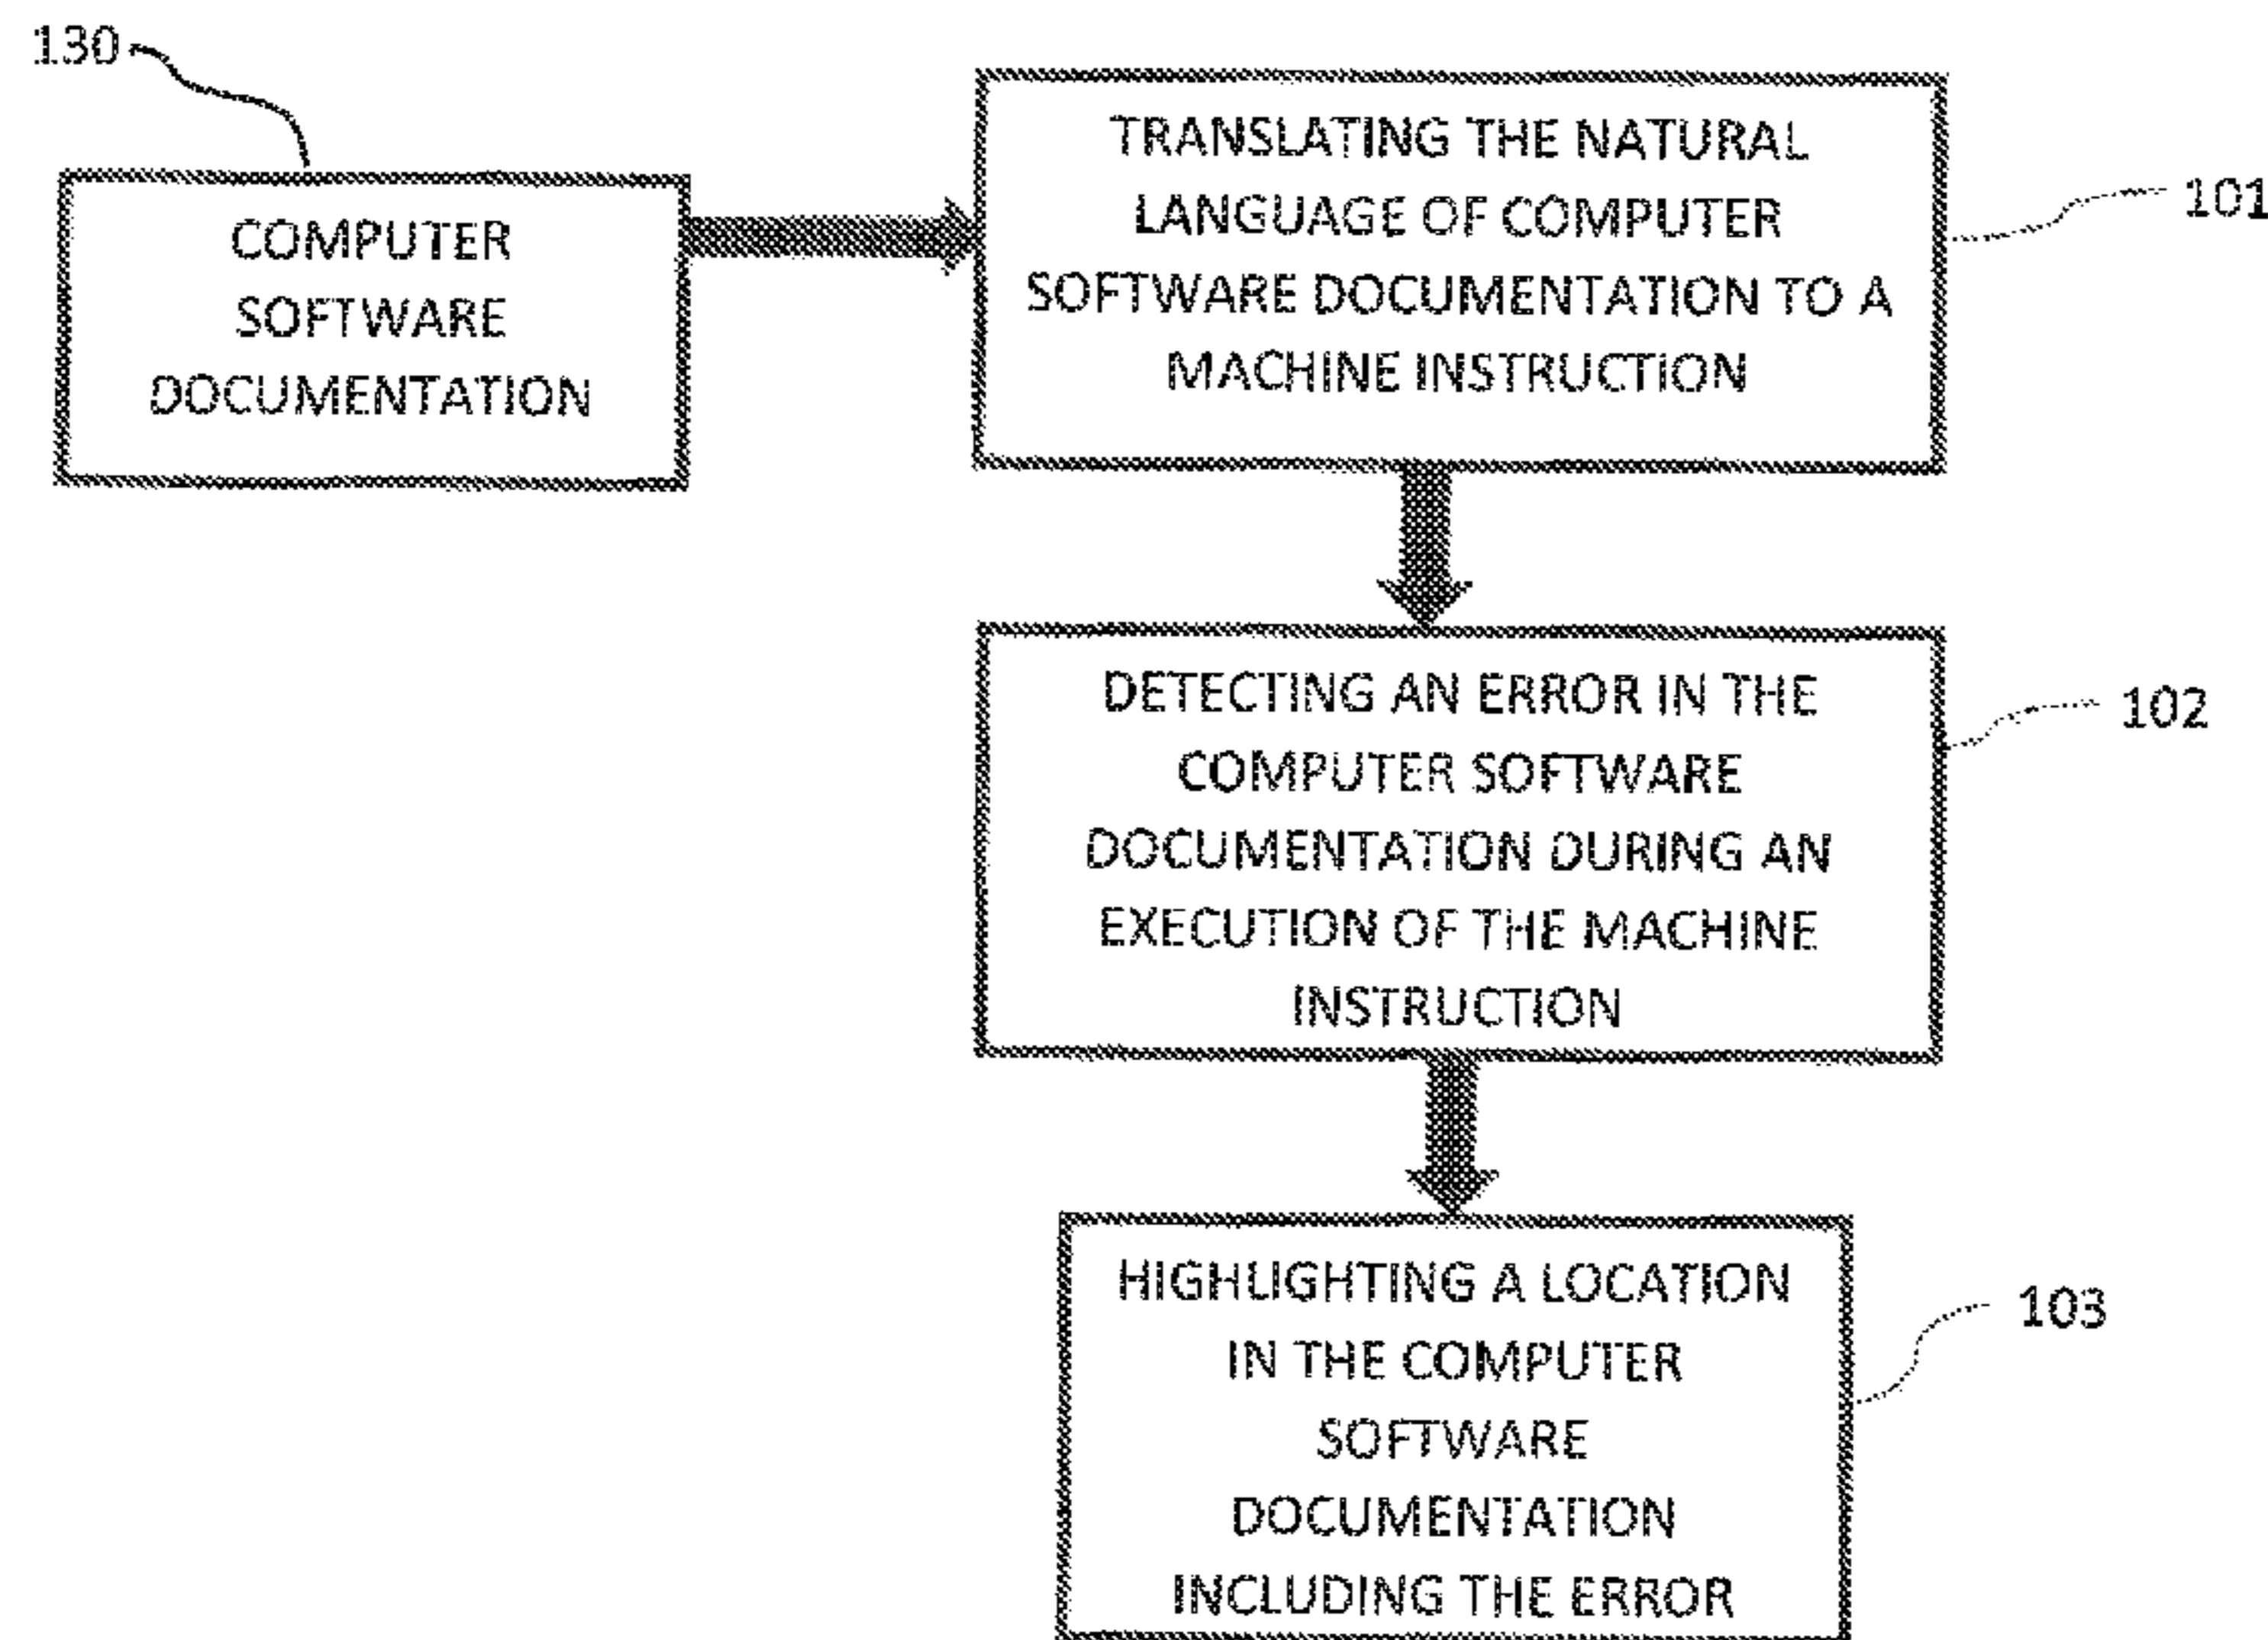 130
COMPUTER
SOFTWARE
DOCUMENTATION
TRANSLATING THE NATURAL
LANGUAGE OF COMPUTER
SOFTWARE DOCUMENTATION TO A
MACHINE INSTRUCTION
101
DETECTING AN ERROR IN THE
COMPUTER SOFTWARE
DOCUMENTATION DURING AN
EXECUTION OF THE MACHINE
INSTRUCTION
102
HIGHLIGHTING A LOCATION
IN THE COMPUTER
SOFTWARE
DOCUMENTATION
INCLUDING THE ERROR
103